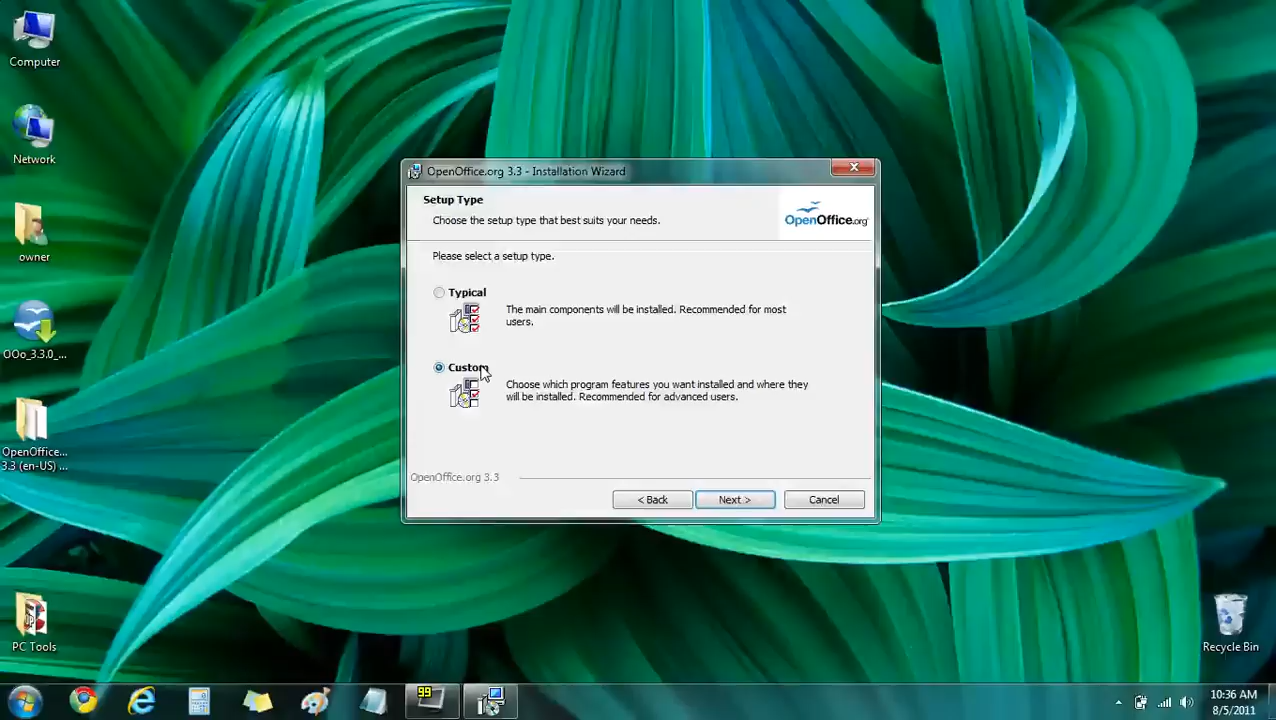 Computer
Network
owner
OOo_3.3.0_...
OpenOffice...
3.3 (en-US) ...
PC Tools
OpenOffice.org 3.3 - Installation Wizard
Setup Type
Choose the setup type that best suits your needs.
OpenOffice.org
Please select a setup type.
Typical
The main components will be installed. Recommended for most
users.
Custom
Choose which program features you want installed and where they
will be installed. Recommended for advanced users.
OpenOffice.org 3.3
< Back
Next >
Cancel
Recycle Bin
99
10:36 AM
8/5/2011